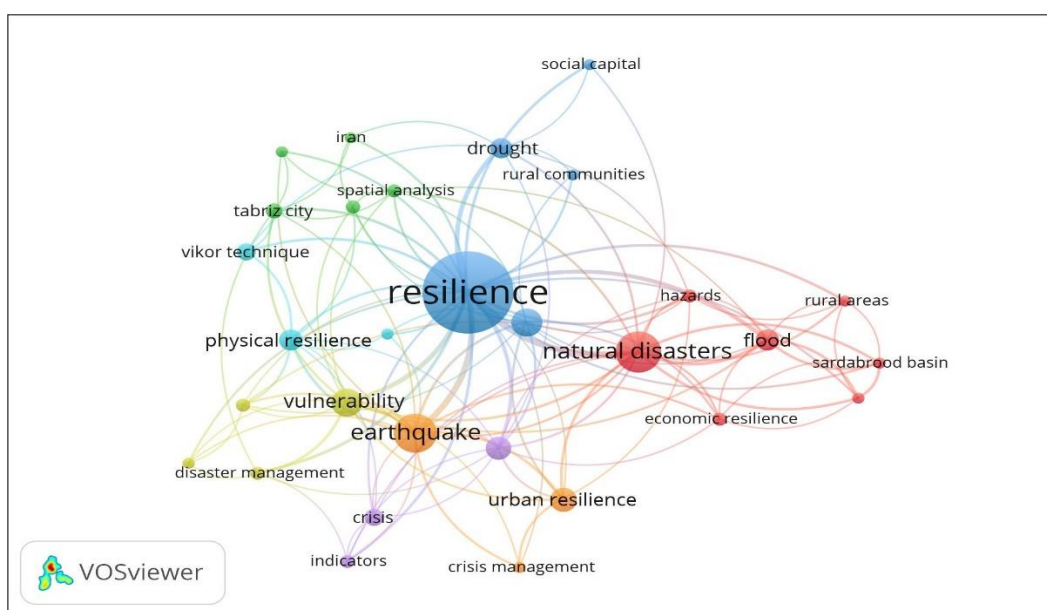 social capital
iran
drought
rural communities
spatial analysis
tabriz city
vikor technique
resilience
hazards
rural areas
physical resilience
natural disasters
flood
sardabrood basin
vulnerability
economic resilience
earthquake
disaster management
urban resilience
crisis
indicators
crisis management
VOSviewer